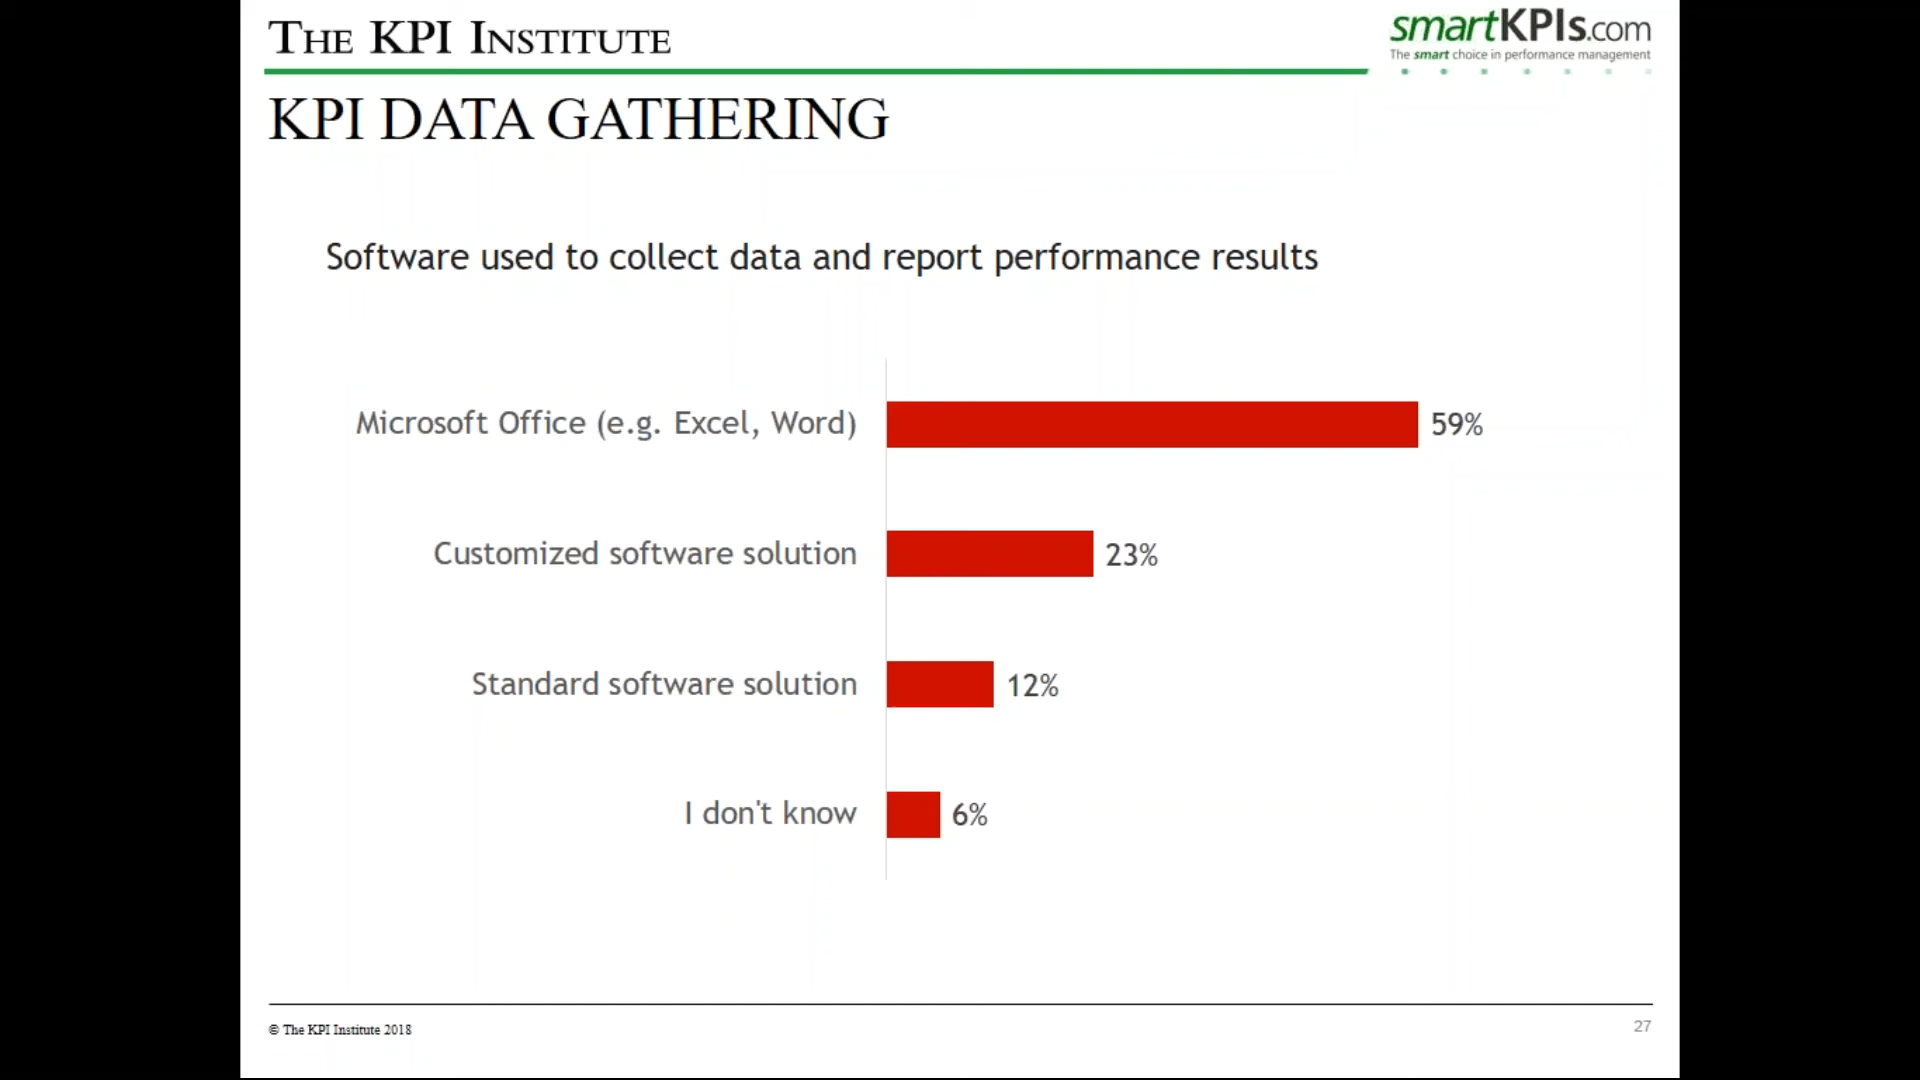 THE KPI INSTITUTE
smartKPIs.com
The smart choice in performance management
KPI DATA GATHERING
Software used to collect data and report performance results
Microsoft Office (e.g. Excel, Word) 59%
Customized software solution 23%
Standard software solution 12%
I don't know 6%
© The KPI Institute 2018
27